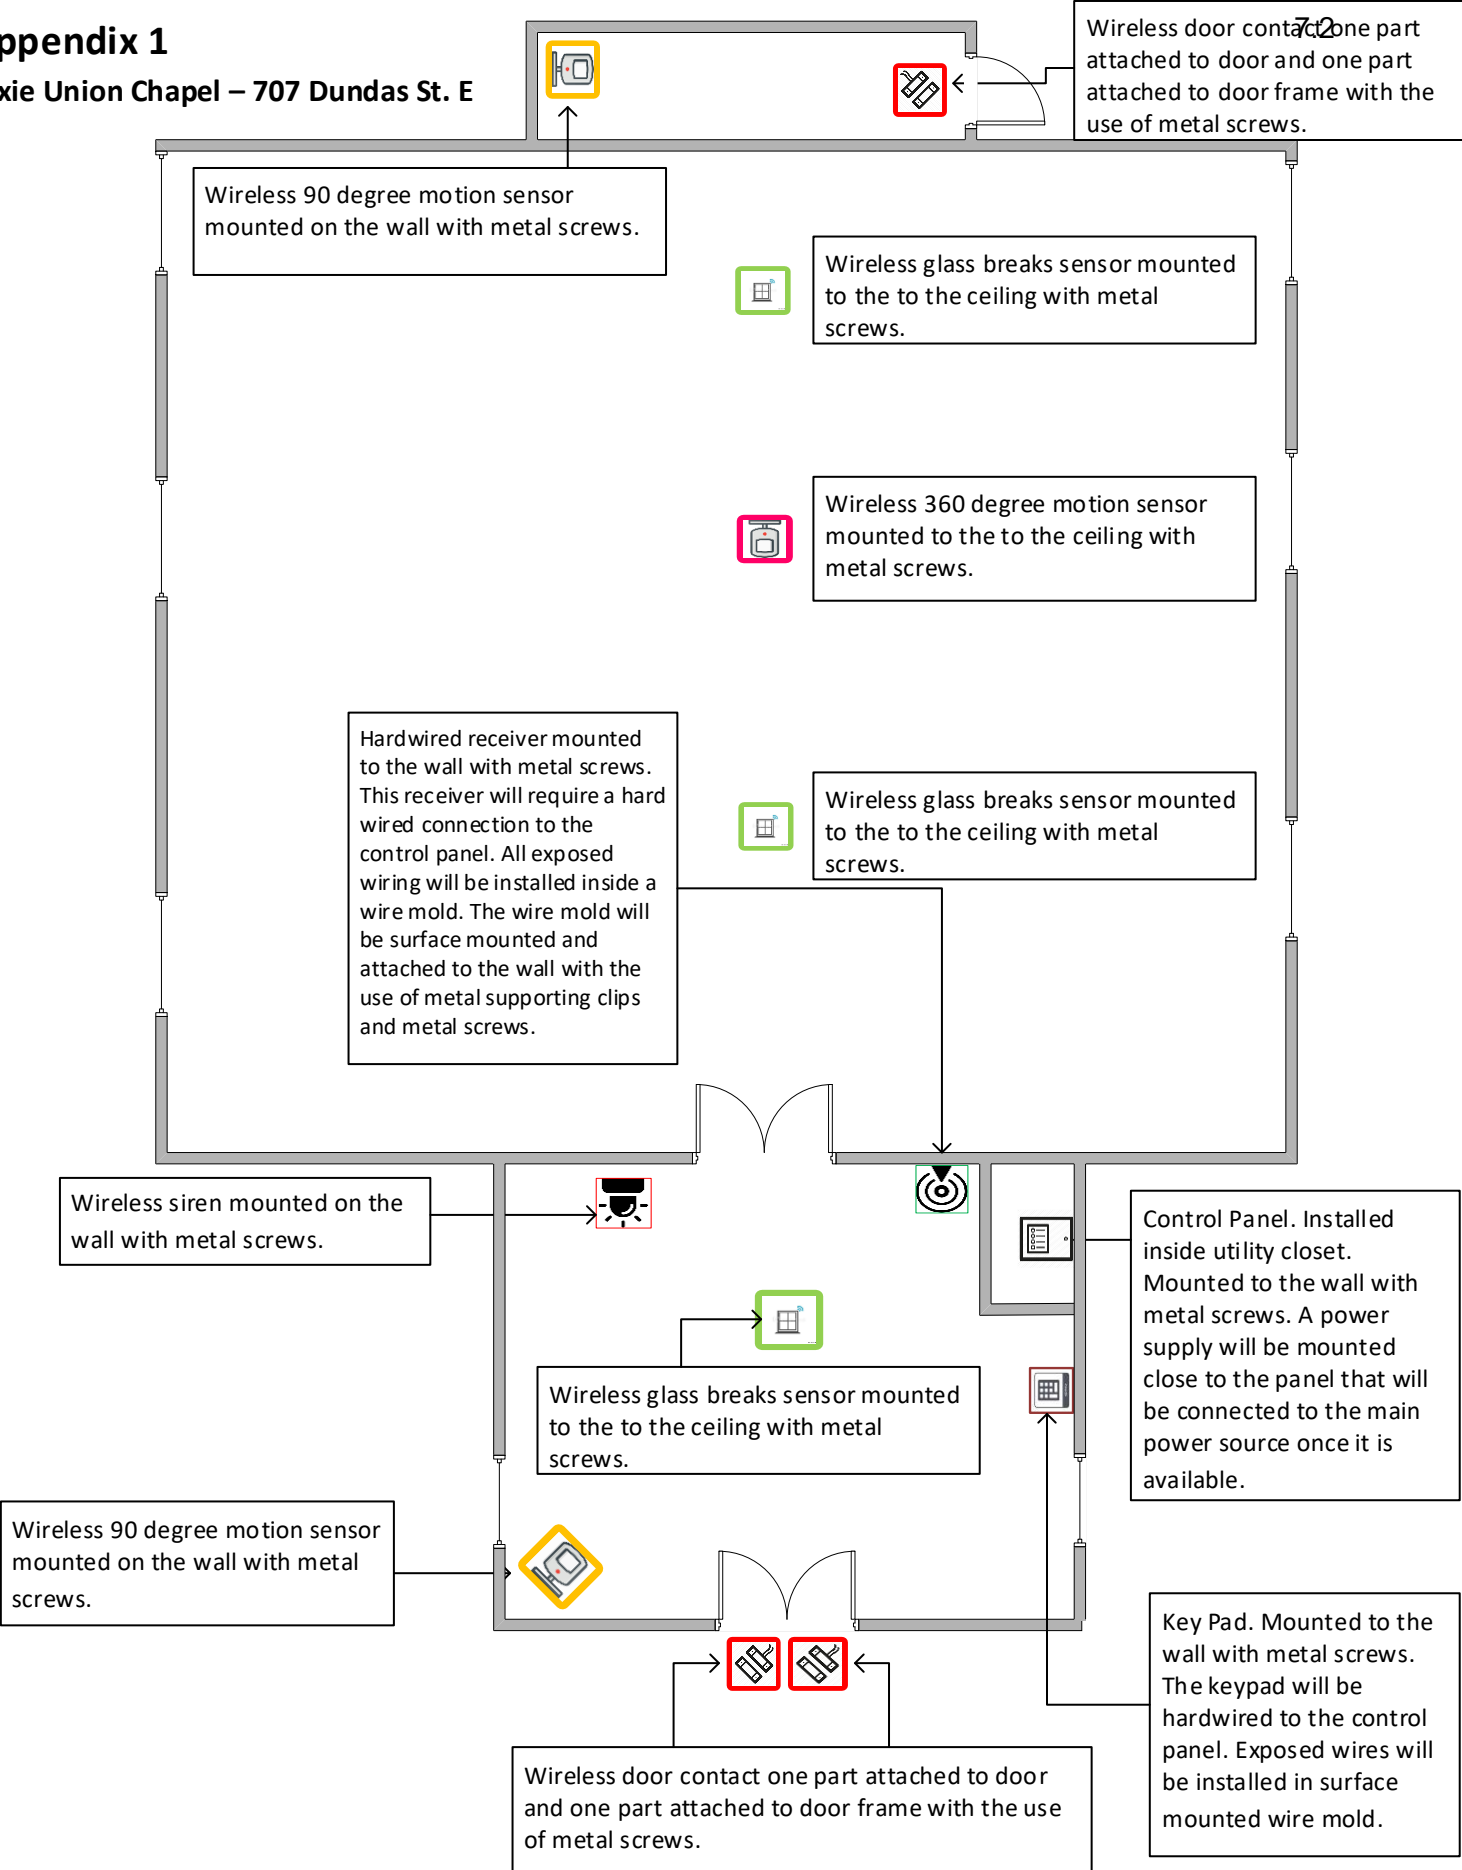 ppendix 1
xie Union Chapel – 707 Dundas St. E
7.2
Wireless door contact one part
attached to door and one part
attached to door frame with the
use of metal screws.
Wireless 90 degree motion sensor
mounted on the wall with metal screws.
Wireless glass breaks sensor mounted
to the to the ceiling with metal
screws.
Wireless 360 degree motion sensor
mounted to the to the ceiling with
metal screws.
Hardwired receiver mounted
to the wall with metal screws.
This receiver will require a hard
wired connection to the
control panel. All exposed
wiring will be installed inside a
wire mold. The wire mold will
be surface mounted and
attached to the wall with the
use of metal supporting clips
and metal screws.
Wireless glass breaks sensor mounted
to the to the ceiling with metal
screws.
Wireless siren mounted on the
wall with metal screws.
Control Panel. Installed
inside utility closet.
Mounted to the wall with
metal screws. A power
supply will be mounted
close to the panel that will
be connected to the main
power source once it is
available.
Wireless glass breaks sensor mounted
to the to the ceiling with metal
screws.
Wireless 90 degree motion sensor
mounted on the wall with metal
screws.
Key Pad. Mounted to the
wall with metal screws.
The keypad will be
hardwired to the control
panel. Exposed wires will
be installed in surface
mounted wire mold.
Wireless door contact one part attached to door
and one part attached to door frame with the use
of metal screws.